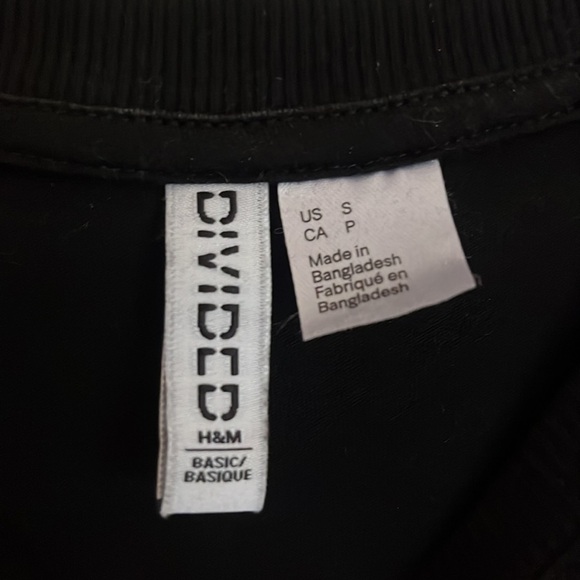 DIVIDED
H&M
BASIC/
BASIQUE
US S
CA P
Made in
Bangladesh
Fabriqué en
Bangladesh